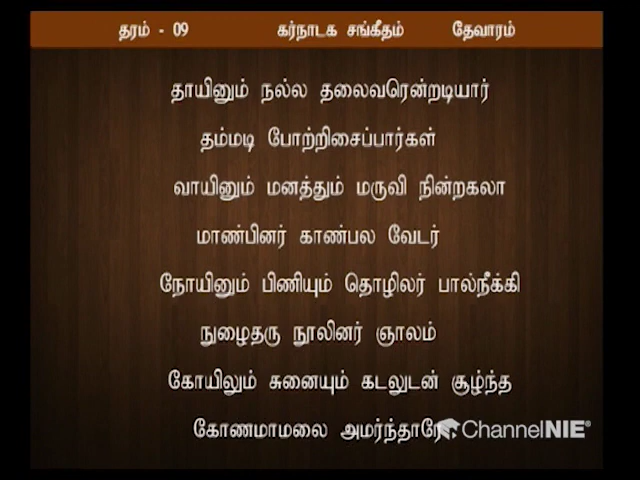 தரம் - 09 கர்நாடக சங்கீதம் தேவாரம்
தாயினும் நல்ல தலைவரென்றடியார்
தம்மடி போற்றிசைப்பார்கள்
வாயினும் மனத்தும் மருவி நின்றகலா
மாண்பினர் காண்பல வேடர்
நோயினும் பிணியும் தொழிலர் பால்நீக்கி
நுழைதரு நூலினர் ஞாலம்
கோயிலும் சுனையும் கடலுடன் சூழ்ந்த
கோணமாமலை அமர்ந்தாரே
ChannelNIE®